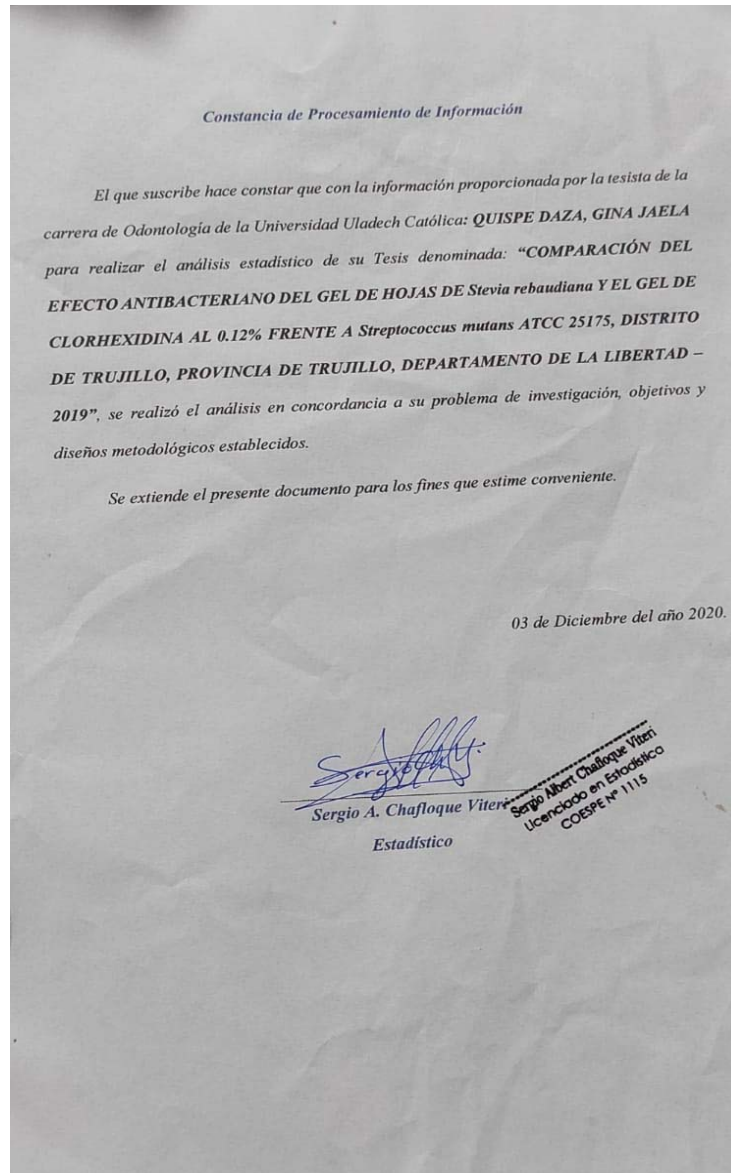 Constancia de Procesamiento de Información
El que suscribe hace constar que con la información proporcionada por la tesista de la
carrera de Odontología de la Universidad Uladech Católica: QUISPE DAZA, GINA JAELA
para realizar el análisis estadístico de su Tesis denominada: “COMPARACIÓN DEL
EFECTO ANTIBACTERIANO DEL GEL DE HOJAS DE Stevia rebaudiana Y EL GEL DE
CLORHEXIDINA AL 0.12% FRENTE A Streptococcus mutans ATCC 25175, DISTRITO
DE TRUJILLO, PROVINCIA DE TRUJILLO, DEPARTAMENTO DE LA LIBERTAD –
2019”, se realizó el análisis en concordancia a su problema de investigación, objetivos y
diseños metodológicos establecidos.
Se extiende el presente documento para los fines que estime conveniente.
03 de Diciembre del año 2020.
Sergio
Sergio A. Chafloque Viteri
Estadístico
Sergio Albert Chafloque Viteri
Licenciado en Estadística
COESPE Nº 1115